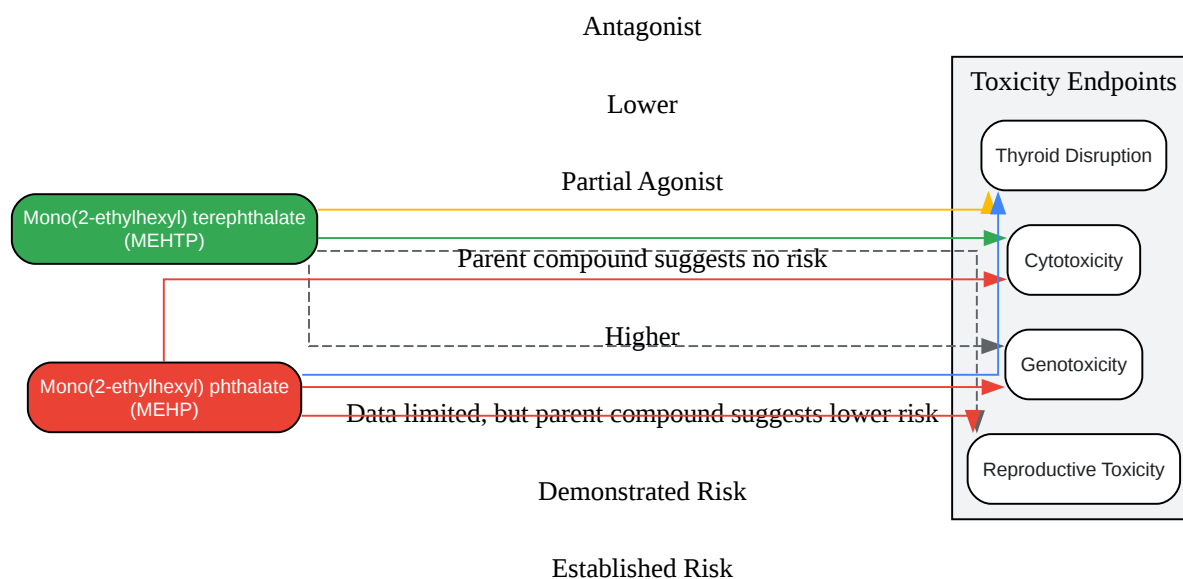 Antagonist
Toxicity Endpoints
Lower
Thyroid Disruption
Partial Agonist
Mono(2-ethylhexyl) terephthalate
(MEHTP)
Parent compound suggests no risk
Cytotoxicity
Higher
Genotoxicity
Mono(2-ethylhexyl) phthalate
(MEHP)
Data limited, but parent compound suggests lower risk
Reproductive Toxicity
Demonstrated Risk
Established Risk